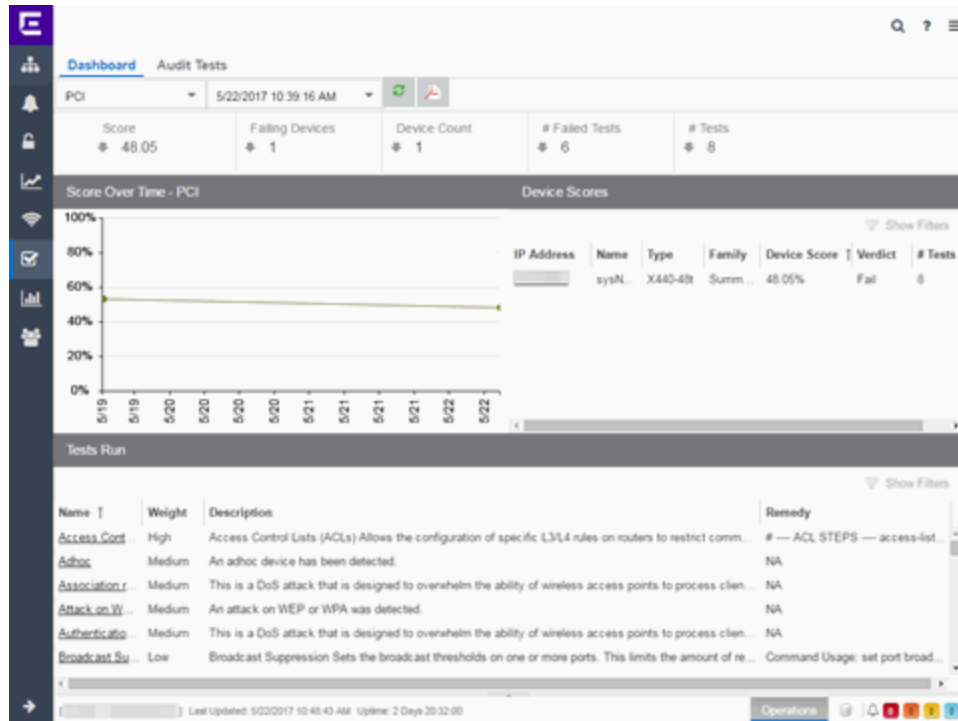 Dashboard Audit Tests
PCI 5/22/2017 10:39:16 AM
Score Failing Devices Device Count # Failed Tests # Tests
48.05 1 1 6 8
Score Over Time - PCI
Device Scores
100%
80%
60%
40%
20%
0%
5/19 5/19 5/20 5/20 5/20 5/20 5/21 5/21 5/21 5/21 5/22 5/22
Show Filters
IP Address Name Type Family Device Score Verdict # Tests
sysN... X440-48t Summ... 48.05% Fail 8
Tests Run
Show Filters
Name Weight Description Remedy
Access Cont... High Access Control Lists (ACLs) Allows the configuration of specific L3/L4 rules on routers to restrict comm... # --- ACL STEPS --- access-list...
Adhoc Medium An adhoc device has been detected. NA
Association r... Medium This is a DoS attack that is designed to overwhelm the ability of wireless access points to process clien... NA
Attack on W... Medium An attack on WEP or WPA was detected. NA
Authenticatio... Medium This is a DoS attack that is designed to overwhelm the ability of wireless access points to process clien... NA
Broadcast Su... Low Broadcast Suppression Sets the broadcast thresholds on one or more ports. This limits the amount of re... Command Usage: set port broad...
Last Updated: 5/22/2017 10:48:43 AM Uptime: 2 Days 20:32:00 Operations